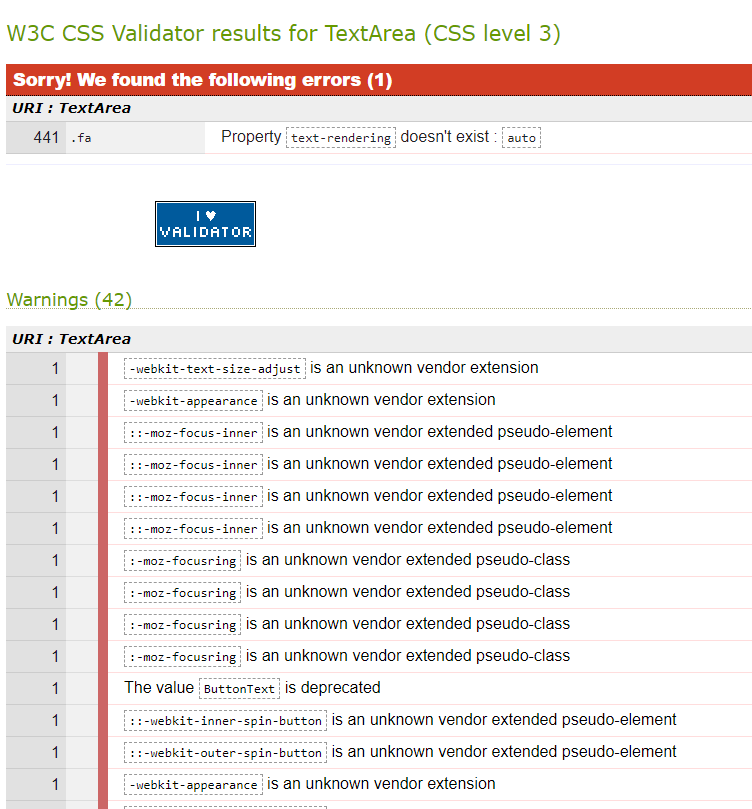 W3C CSS Validator results for TextArea (CSS level 3)
Sorry! We found the following errors (1)
URI : TextArea
441 .fa Property text-rendering doesn't exist : auto
I ♥
VALIDATOR
Warnings (42)
URI : TextArea
1 -webkit-text-size-adjust is an unknown vendor extension
1 -webkit-appearance is an unknown vendor extension
1 ::-moz-focus-inner is an unknown vendor extended pseudo-element
1 ::-moz-focus-inner is an unknown vendor extended pseudo-element
1 ::-moz-focus-inner is an unknown vendor extended pseudo-element
1 ::-moz-focus-inner is an unknown vendor extended pseudo-element
1 :-moz-focusring is an unknown vendor extended pseudo-class
1 :-moz-focusring is an unknown vendor extended pseudo-class
1 :-moz-focusring is an unknown vendor extended pseudo-class
1 :-moz-focusring is an unknown vendor extended pseudo-class
1 The value ButtonText is deprecated
1 ::-webkit-inner-spin-button is an unknown vendor extended pseudo-element
1 ::-webkit-outer-spin-button is an unknown vendor extended pseudo-element
1 -webkit-appearance is an unknown vendor extension